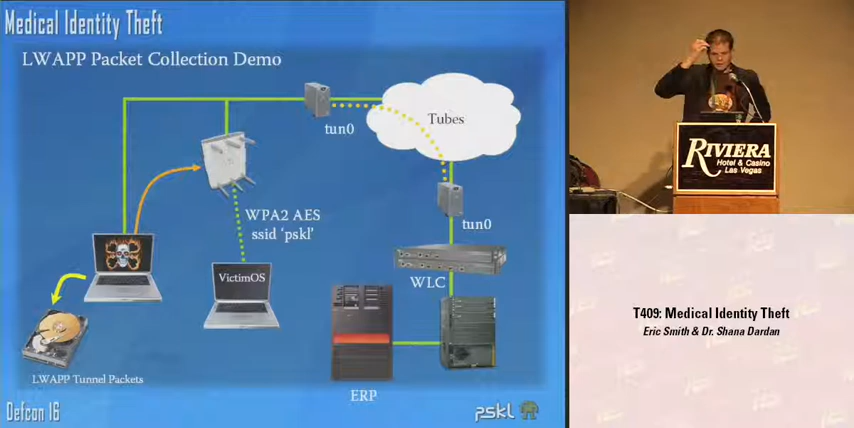 Medical Identity Theft
LWAPP Packet Collection Demo
Tubes
tun0
WPA2 AES
ssid 'pskl'
tun0
VictimOS
WLC
LWAPP Tunnel Packets
ERP
Defcon 16
pskl
RIVIERA
Hotel & Casino
Las Vegas
T409: Medical Identity Theft
Eric Smith & Dr. Shana Dardan